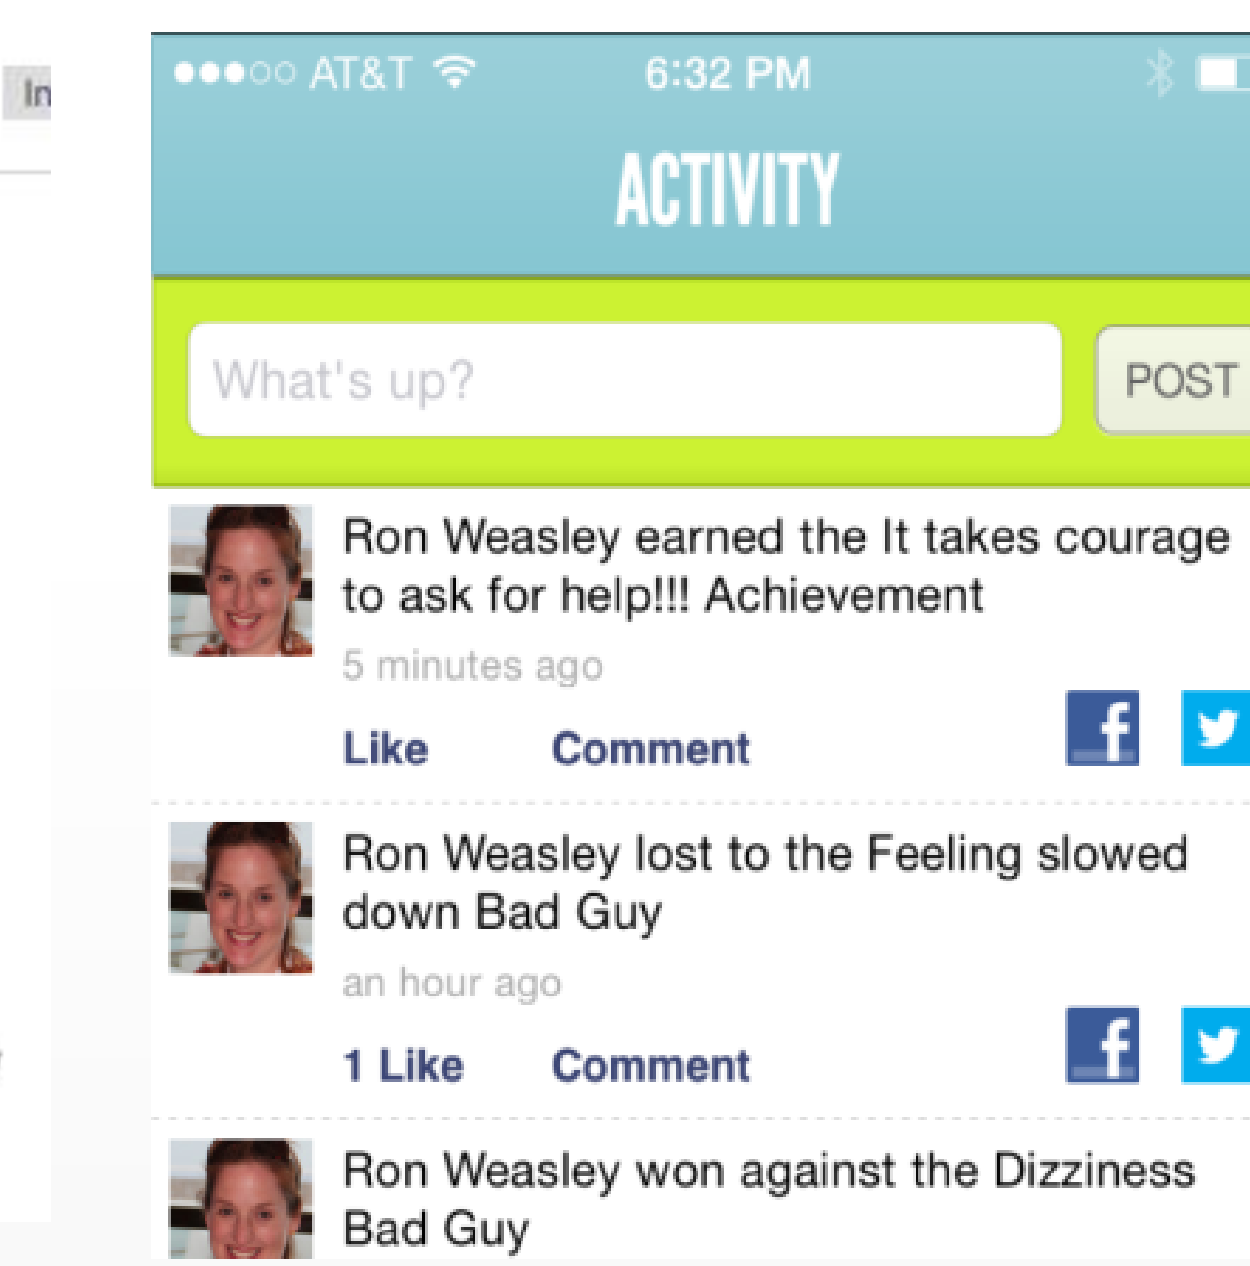 In
AT&T 6:32 PM
ACTIVITY
What's up?
POST
Ron Weasley earned the It takes courage
to ask for help!!! Achievement
5 minutes ago
Like Comment
Ron Weasley lost to the Feeling slowed
down Bad Guy
an hour ago
1 Like Comment
Ron Weasley won against the Dizziness
Bad Guy